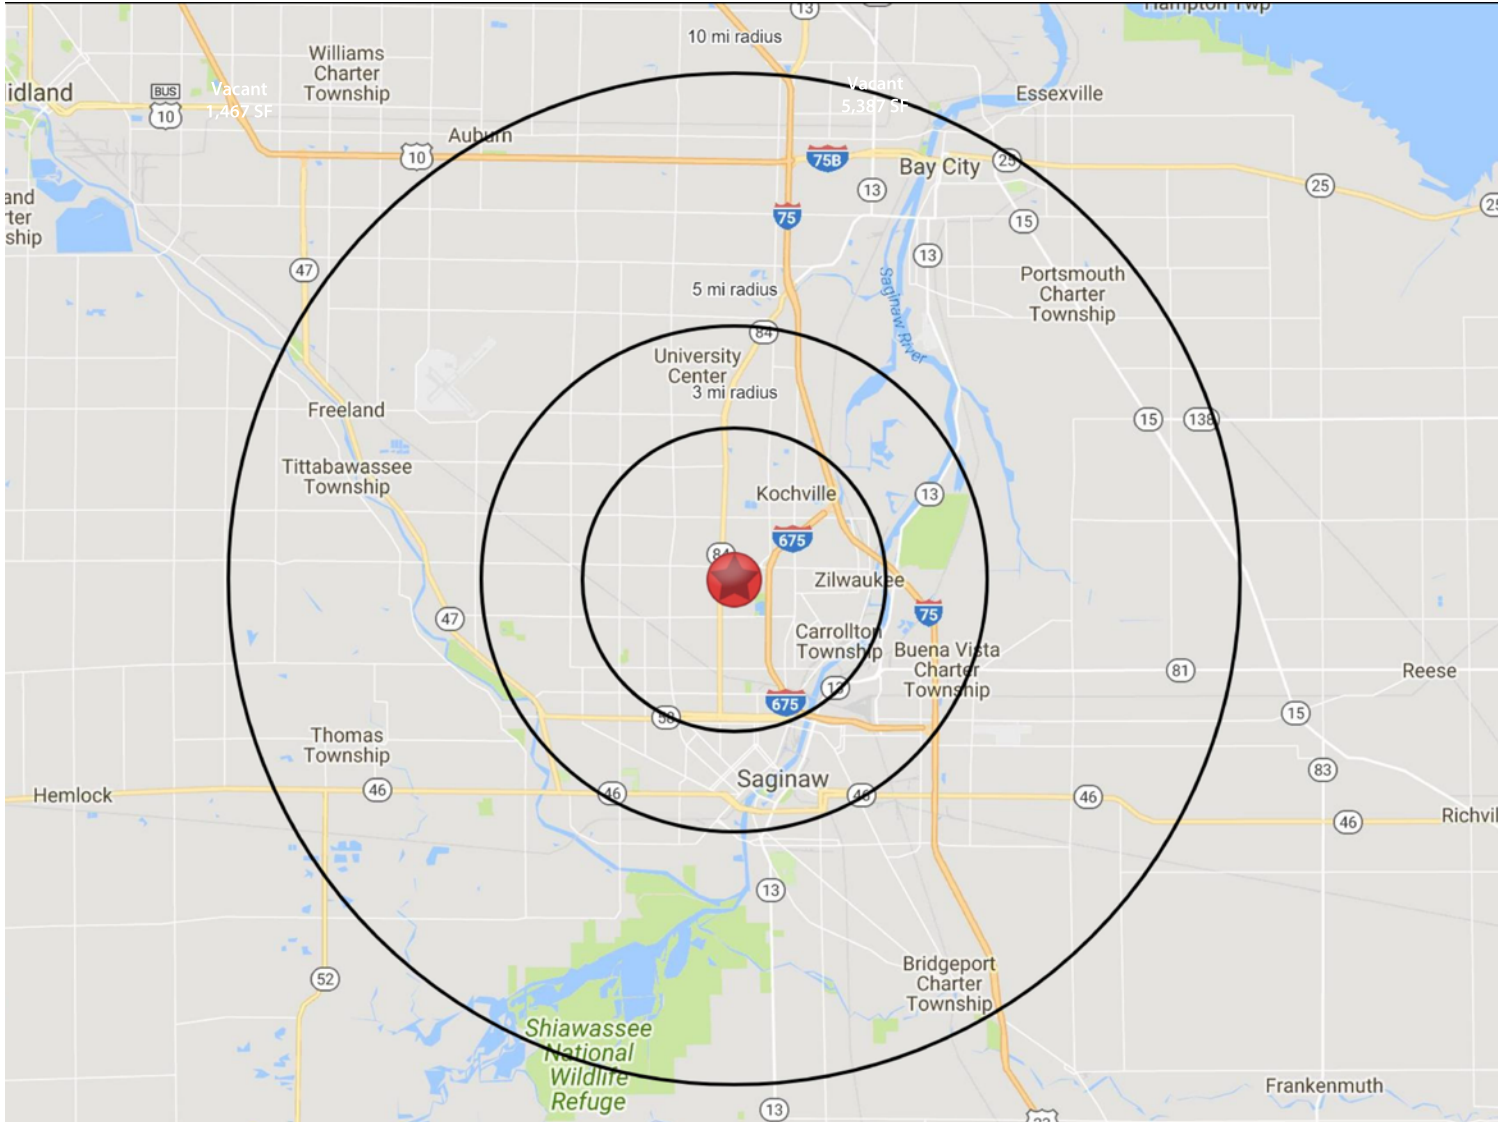 Hampton Twp
13
10 mi radius
Williams
Charter
Township
idland
BUS
10
Vacant
1,467 SF
Vacant
5,387 SF
Essexville
Auburn
10
75B
Bay City
25
13
25
and
rter
ship
75
15
25
13
47
Saginaw River
Portsmouth
Charter
Township
5 mi radius
84
University
Center
3 mi radius
Freeland
15
138
Tittabawassee
Township
Kochville
13
675
84
Zilwaukee
47
75
Carrollton
Township
Buena Vista
Charter
Township
81
Reese
13
675
58
15
Thomas
Township
83
Saginaw
Hemlock
46
46
46
46
46
Richvil
13
52
Bridgeport
Charter
Township
Shiawassee
National
Wildlife
Refuge
Frankenmuth
13